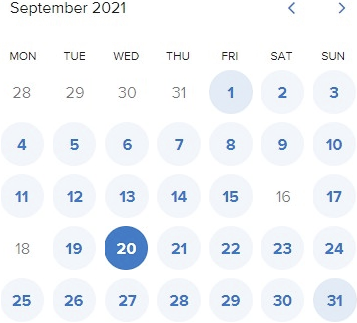 September 2021
MON TUE WED THU FRI SAT SUN
28 29 30 31 1 2 3
4 5 6 7 8 9 10
11 12 13 14 15 16 17
18 19 20 21 22 23 24
25 26 27 28 29 30 31